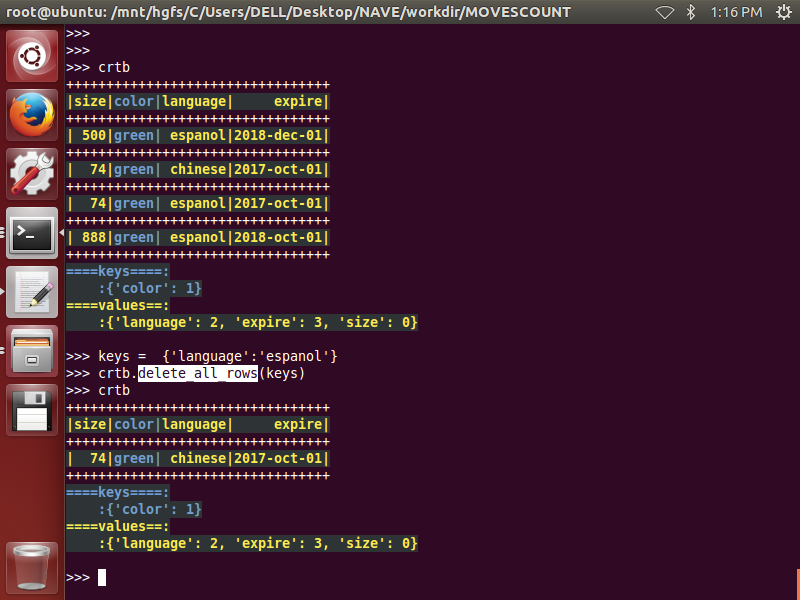 root@ubuntu: /mnt/hgfs/C/Users/DELL/Desktop/NAVE/workdir/MOVESCOUNT 1:16 PM
>>>
>>>
>>> crtb
+++++++++++++++++++++++++++++++++
|size|color|language|     expire|
+++++++++++++++++++++++++++++++++
| 500|green| espanol|2018-dec-01|
+++++++++++++++++++++++++++++++++
|  74|green| chinese|2017-oct-01|
+++++++++++++++++++++++++++++++++
|  74|green| espanol|2017-oct-01|
+++++++++++++++++++++++++++++++++
| 888|green| espanol|2018-oct-01|
+++++++++++++++++++++++++++++++++
====keys====:
    :{'color': 1}
====values==:
    :{'language': 2, 'expire': 3, 'size': 0}
>>> keys =  {'language':'espanol'}
>>> crtb.delete_all_rows(keys)
>>> crtb
+++++++++++++++++++++++++++++++++
|size|color|language|     expire|
+++++++++++++++++++++++++++++++++
|  74|green| chinese|2017-oct-01|
+++++++++++++++++++++++++++++++++
====keys====:
    :{'color': 1}
====values==:
    :{'language': 2, 'expire': 3, 'size': 0}
>>>